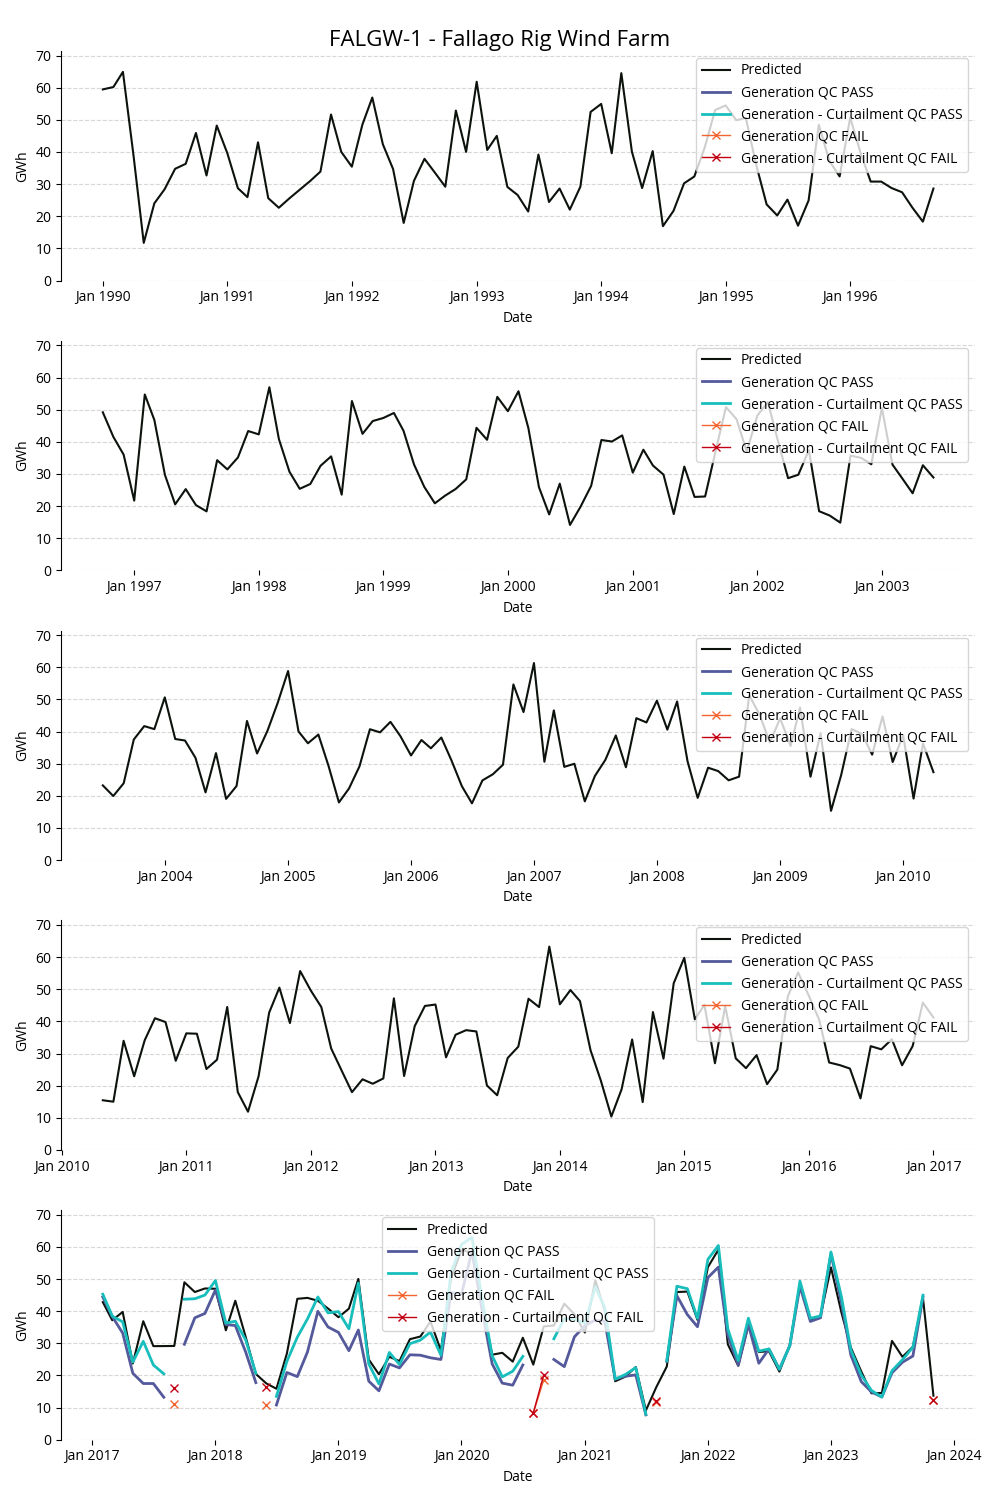 FALGW-1 - Fallago Rig Wind Farm
70
60
50
40
30
20
10
0
GWh
Predicted
Generation QC PASS
Generation - Curtailment QC PASS
Generation QC FAIL
Generation - Curtailment QC FAIL
Jan 1990 Jan 1991 Jan 1992 Jan 1993 Jan 1994 Jan 1995 Jan 1996
Date
70
60
50
40
30
20
10
0
GWh
Predicted
Generation QC PASS
Generation - Curtailment QC PASS
Generation QC FAIL
Generation - Curtailment QC FAIL
Jan 1997 Jan 1998 Jan 1999 Jan 2000 Jan 2001 Jan 2002 Jan 2003
Date
70
60
50
40
30
20
10
0
GWh
Predicted
Generation QC PASS
Generation - Curtailment QC PASS
Generation QC FAIL
Generation - Curtailment QC FAIL
Jan 2004 Jan 2005 Jan 2006 Jan 2007 Jan 2008 Jan 2009 Jan 2010
Date
70
60
50
40
30
20
10
0
GWh
Predicted
Generation QC PASS
Generation - Curtailment QC PASS
Generation QC FAIL
Generation - Curtailment QC FAIL
Jan 2010 Jan 2011 Jan 2012 Jan 2013 Jan 2014 Jan 2015 Jan 2016 Jan 2017
Date
70
60
50
40
30
20
10
0
GWh
Predicted
Generation QC PASS
Generation - Curtailment QC PASS
Generation QC FAIL
Generation - Curtailment QC FAIL
Jan 2017 Jan 2018 Jan 2019 Jan 2020 Jan 2021 Jan 2022 Jan 2023 Jan 2024
Date